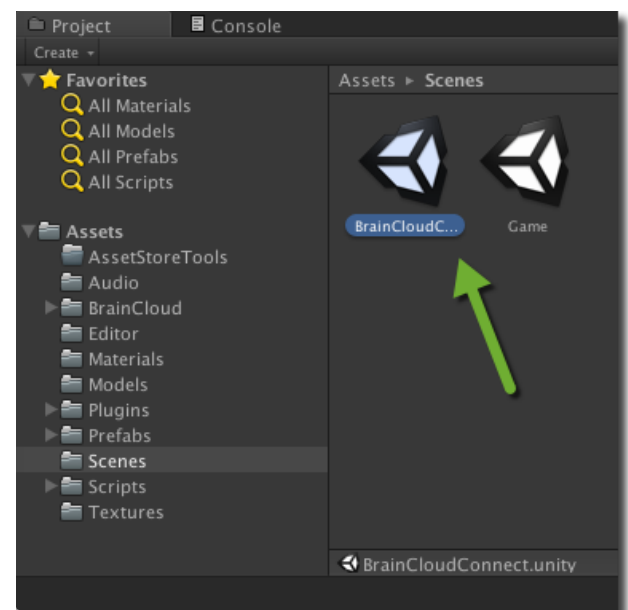 Project
Console
Create
Favorites
All Materials
All Models
All Prefabs
All Scripts
Assets
AssetStoreTools
Audio
BrainCloud
Editor
Materials
Models
Plugins
Prefabs
Scenes
Scripts
Textures
Assets ▸ Scenes
BrainCloudC...
Game
BrainCloudConnect.unity